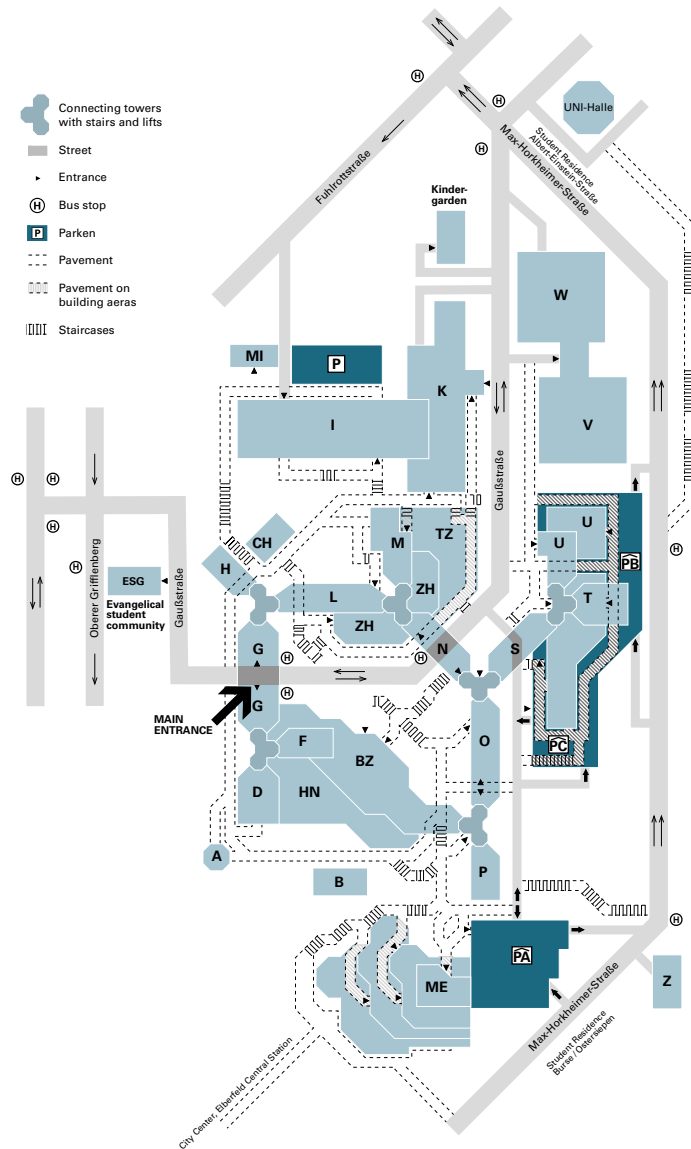 Connecting towers
with stairs and lifts
Street
Entrance
H
Bus stop
P
Parken
Pavement
Pavement on
building aeras
Staircases
H
H
H
UNI-Halle
Fuhlrottstraße
Max-Horkheimer-Straße
Student Residence
Albert-Einstein-Straße
Kinder-
garden
W
MI
P
K
I
V
Gaußstraße
H
H
H
H
Oberer Grifflenberg
Gaußstraße
ESG
Evangelical
student
community
CH
H
M
TZ
U
U
PB
H
L
ZH
ZH
T
G
N
S
H
H
H
G
MAIN
ENTRANCE
F
BZ
O
PC
D
HN
A
B
P
H
PA
ME
Z
Max-Horkheimer-Straße
Student Residence
Burse / Ostersiepen
City Center, Elberfeld Central Station